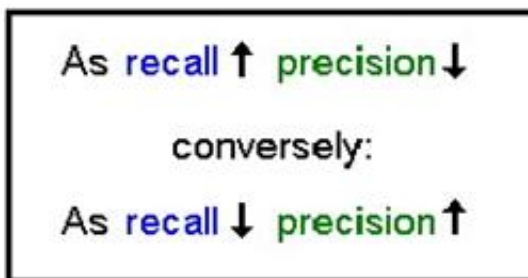 As recall ↑ precision ↓
conversely:
As recall ↓ precision ↑